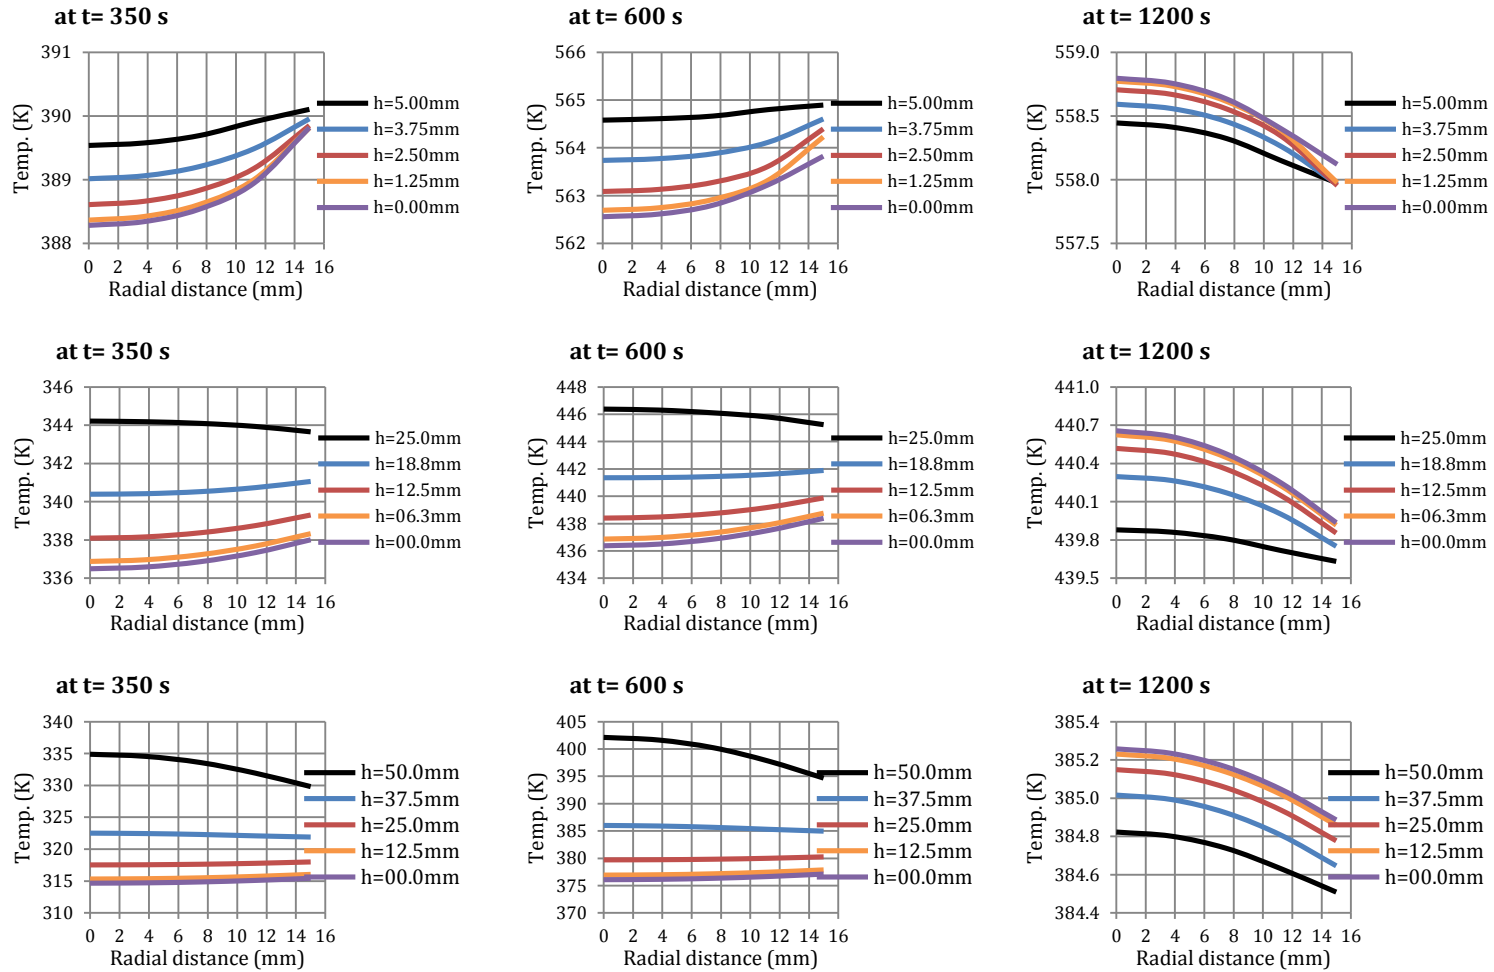 at t= 350 s
391
390
389
388
Temp. (K)
0 2 4 6 8 10 12 14 16
Radial distance (mm)
h=5.00mm
h=3.75mm
h=2.50mm
h=1.25mm
h=0.00mm
at t= 600 s
566
565
564
563
562
Temp. (K)
0 2 4 6 8 10 12 14 16
Radial distance (mm)
h=5.00mm
h=3.75mm
h=2.50mm
h=1.25mm
h=0.00mm
at t= 1200 s
559.0
558.5
558.0
557.5
Temp. (K)
0 2 4 6 8 10 12 14 16
Radial distance (mm)
h=5.00mm
h=3.75mm
h=2.50mm
h=1.25mm
h=0.00mm
at t= 350 s
346
344
342
340
338
336
Temp. (K)
0 2 4 6 8 10 12 14 16
Radial distance (mm)
h=25.0mm
h=18.8mm
h=12.5mm
h=06.3mm
h=00.0mm
at t= 600 s
448
446
444
442
440
438
436
434
Temp. (K)
0 2 4 6 8 10 12 14 16
Radial distance (mm)
h=25.0mm
h=18.8mm
h=12.5mm
h=06.3mm
h=00.0mm
at t= 1200 s
441.0
440.7
440.4
440.1
439.8
439.5
Temp. (K)
0 2 4 6 8 10 12 14 16
Radial distance (mm)
h=25.0mm
h=18.8mm
h=12.5mm
h=06.3mm
h=00.0mm
at t= 350 s
340
335
330
325
320
315
310
Temp. (K)
0 2 4 6 8 10 12 14 16
Radial distance (mm)
h=50.0mm
h=37.5mm
h=25.0mm
h=12.5mm
h=00.0mm
at t= 600 s
405
400
395
390
385
380
375
370
Temp. (K)
0 2 4 6 8 10 12 14 16
Radial distance (mm)
h=50.0mm
h=37.5mm
h=25.0mm
h=12.5mm
h=00.0mm
at t= 1200 s
385.4
385.2
385.0
384.8
384.6
384.4
Temp. (K)
0 2 4 6 8 10 12 14 16
Radial distance (mm)
h=50.0mm
h=37.5mm
h=25.0mm
h=12.5mm
h=00.0mm